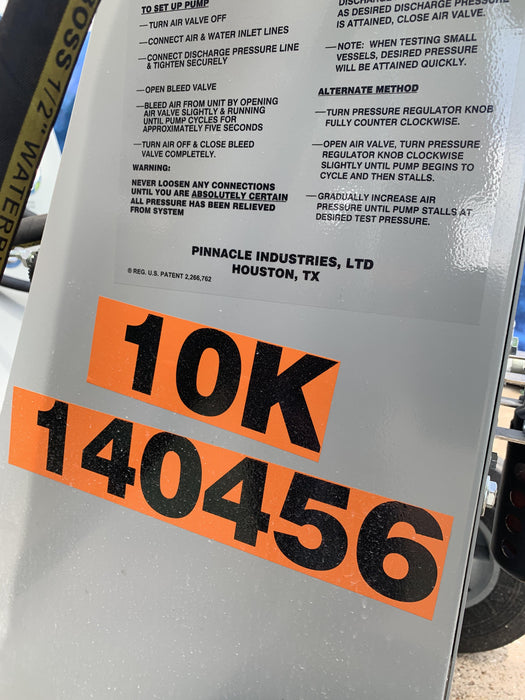 TO SET UP PUMP
—TURN AIR VALVE OFF
—CONNECT AIR & WATER INLET LINES
—CONNECT DISCHARGE PRESSURE LINE
& TIGHTEN SECURELY
—OPEN BLEED VALVE
—BLEED AIR FROM UNIT BY OPENING
AIR VALVE SLIGHTLY & RUNNING
UNTIL PUMP CYCLES FOR
APPROXIMATELY FIVE SECONDS
—TURN AIR OFF & CLOSE BLEED
VALVE COMPLETELY.
WARNING:
NEVER LOOSEN ANY CONNECTIONS
UNTIL YOU ARE ABSOLUTELY CERTAIN
ALL PRESSURE HAS BEEN RELIEVED
FROM SYSTEM
DISCHARGE
AS DESIRED DISCHARGE PRESSURE
IS ATTAINED, CLOSE AIR VALVE.
—NOTE: WHEN TESTING SMALL
VESSELS, DESIRED PRESSURE
WILL BE ATTAINED QUICKLY.
ALTERNATE METHOD
—TURN PRESSURE REGULATOR KNOB
FULLY COUNTER CLOCKWISE.
—OPEN AIR VALVE, TURN PRESSURE
REGULATOR KNOB CLOCKWISE
SLIGHTLY UNTIL PUMP BEGINS TO
CYCLE AND THEN STALLS.
—GRADUALLY INCREASE AIR
PRESSURE UNTIL PUMP STALLS AT
DESIRED TEST PRESSURE.
PINNACLE INDUSTRIES, LTD
HOUSTON, TX
® REG. U.S. PATENT 2,266,762
10K
140456
OSS 1/2" WATER